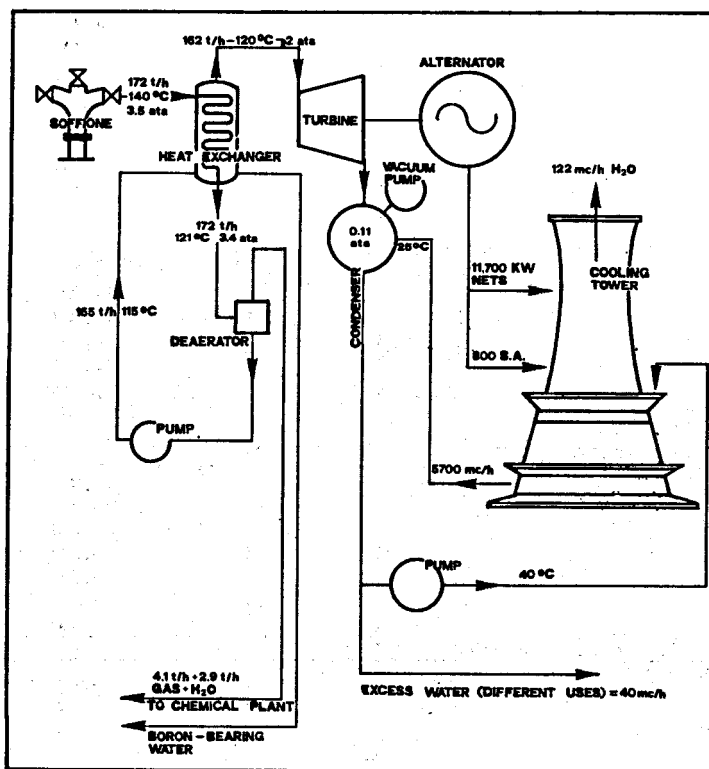 162 t/h-120°C-2 ata
ALTERNATOR
172 t/h
140°C
3.5 ata
SOFFIONE
TURBINE
HEAT EXCHANGER
VACUUM
PUMP
122 mc/h H₂O
172 t/h
121°C 3.4 ata
0.11
ata
25°C
11,700 KW
NETS
COOLING
TOWER
CONDENSER
165 t/h 115°C
DEAERATOR
800 S.A.
PUMP
5700 mc/h
PUMP
40°C
4.1 t/h + 2.9 t/h
GAS + H₂O
TO CHEMICAL PLANT
EXCESS WATER (DIFFERENT USES) = 40 mc/h
BORON-BEARING
WATER